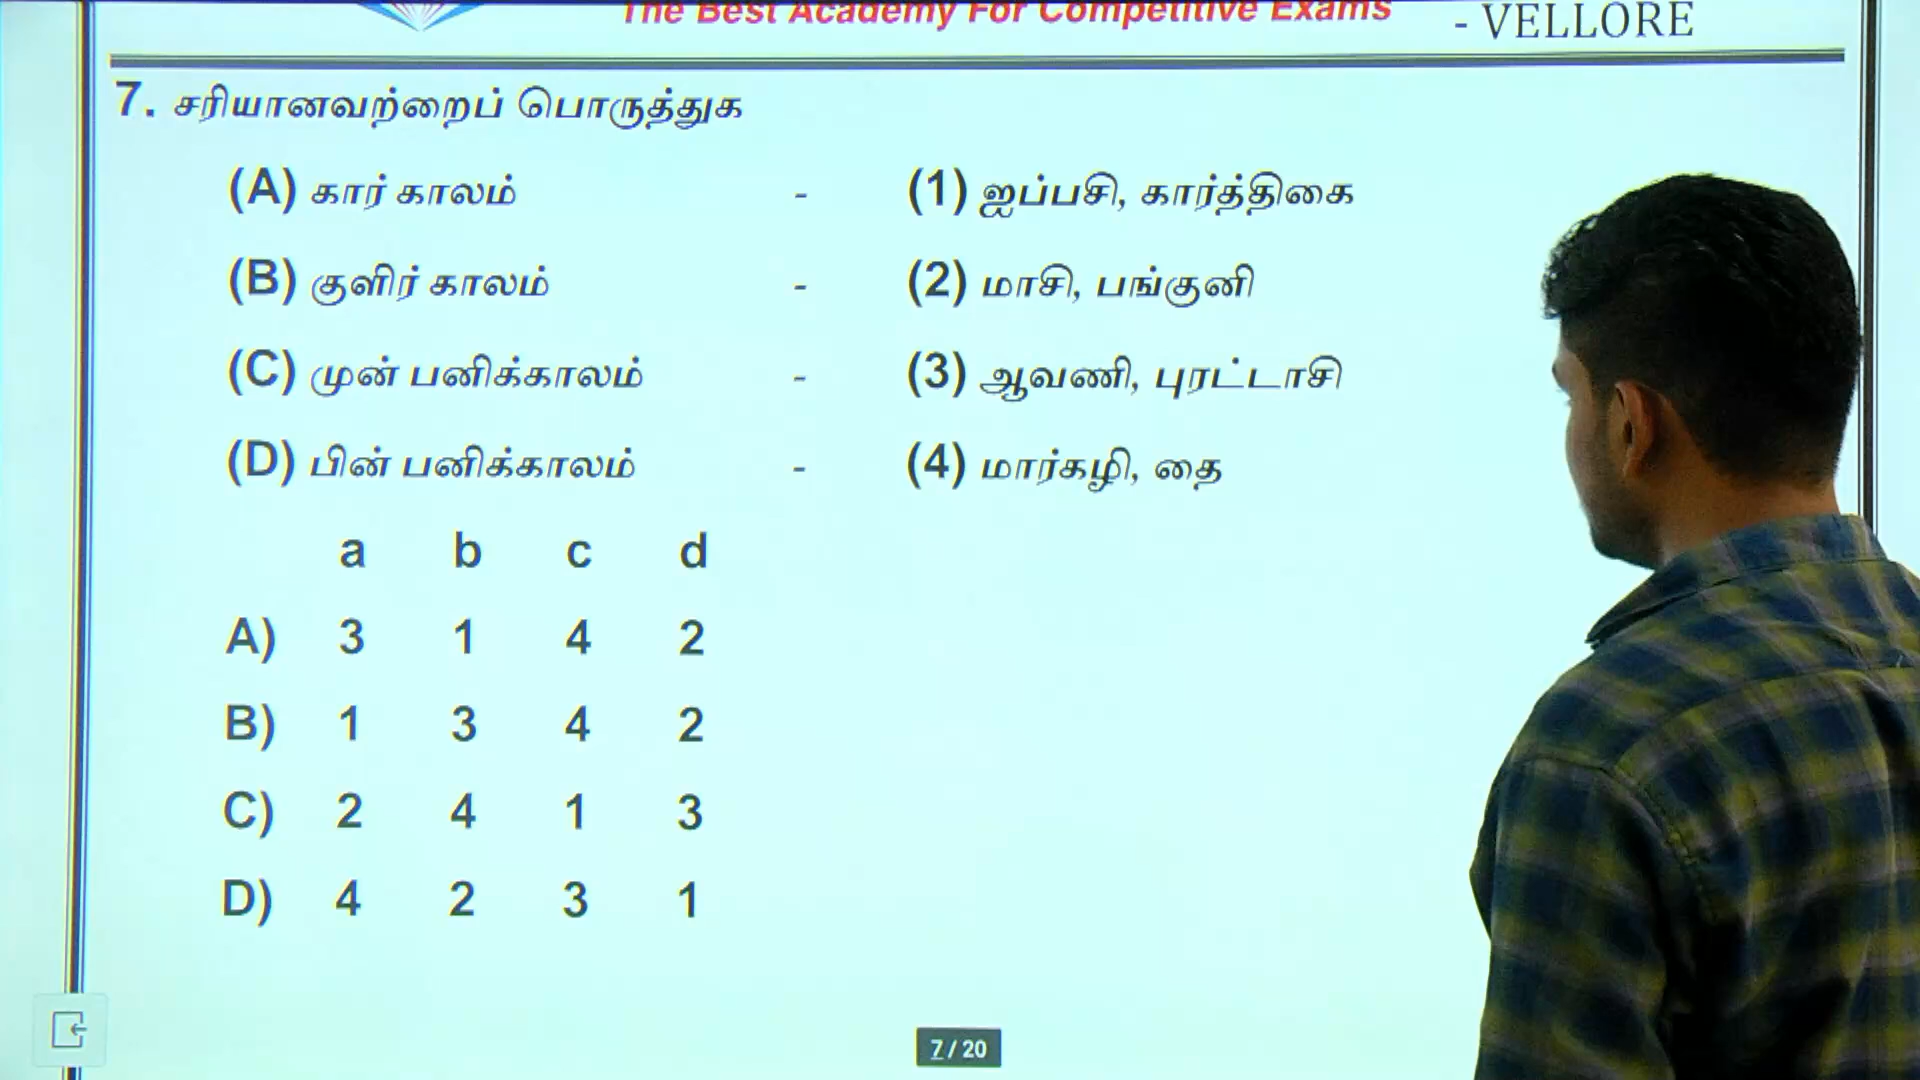 The Best Academy For Competitive Exams
- VELLORE
7. சரியானவற்றைப் பொருத்துக
(A) கார் காலம் - (1) ஐப்பசி, கார்த்திகை
(B) குளிர் காலம் - (2) மாசி, பங்குனி
(C) முன் பனிக்காலம் - (3) ஆவணி, புரட்டாசி
(D) பின் பனிக்காலம் - (4) மார்கழி, தை
a b c d
A) 3 1 4 2
B) 1 3 4 2
C) 2 4 1 3
D) 4 2 3 1
7 / 20